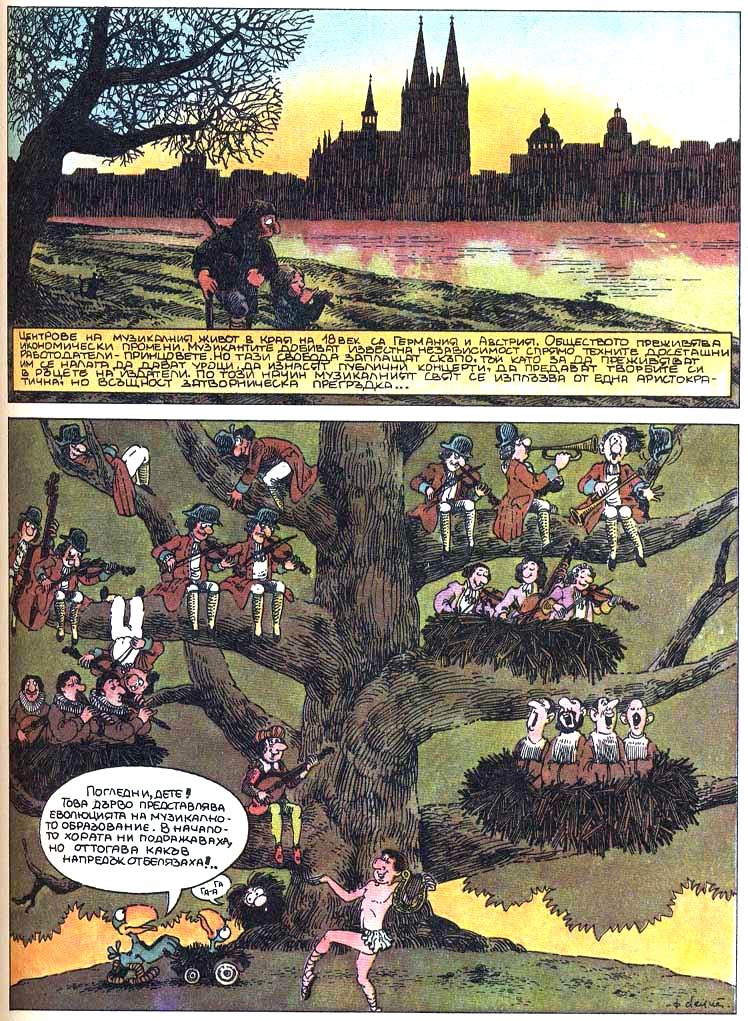 ЦЕНТРОВЕ НА МУЗИКАЛНИЯ ЖИВОТ В КРАЯ НА 18 ВЕК СА ГЕРМАНИЯ И АВСТРИЯ. ОБЩЕСТВОТО ПРЕЖИВЯВА
ИКОНОМИЧЕСКИ ПРОМЕНИ. МУЗИКАНТИТЕ ДОБИВАТ ИЗВЕСТНА НЕЗАВИСИМОСТ СПРЯМО ТЕХНИТЕ ДОСЕГАШНИ
РАБОТОДАТЕЛИ - ПРИНЦОВЕТЕ. НО ТАЗИ СВОБОДА ЗАПЛАЩАТ СКЪПО, ТЪЙ КАТО ЗА ДА ПРЕЖИВЯВАТ
ИМ СЕ НАЛАГА ДА ДАВАТ УРОЦИ, ДА ИЗНАСЯТ ПУБЛИЧНИ КОНЦЕРТИ, ДА ПРЕДАВАТ ТВОРБИТЕ СИ
В РЪЦЕТЕ НА ИЗДАТЕЛИ. ПО ТОЗИ НАЧИН МУЗИКАЛНИЯТ СВЯТ СЕ ИЗПЛЪЗВА ОТ ЕДНА АРИСТОКРА-
ТИЧНА, НО ВСЪЩНОСТ ЗАТВОРНИЧЕСКА ПРЕГРЪДКА...
ПОГЛЕДНИ, ДЕТЕ!
ТОВА ДЪРВО ПРЕДСТАВЛЯВА
ЕВОЛЮЦИЯТА НА МУЗИКАЛНО-
ТО ОБРАЗОВАНИЕ. В НАЧАЛО-
ТО ХОРАТА НИ ПОДРАЖАВАХА,
НО ОТТОГАВА КАКЪВ
НАПРЕДЪК ОТБЕЛЯЗАХА!..
ГА
ГА-А